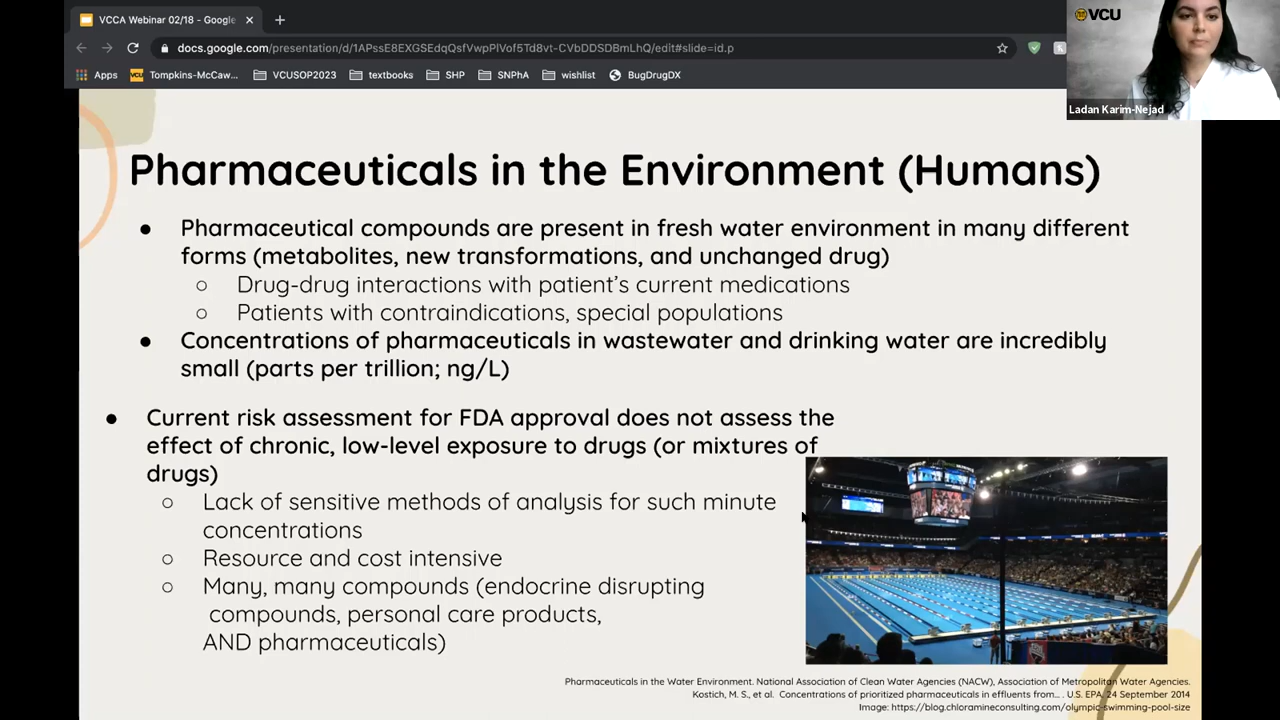 VCCA Webinar 02/18 - Google
docs.google.com/presentation/d/1APssE8EXGSEdqQsfVwpPlVof5Td8vt-CVbDDSDBmLhQ/edit#slide=id.p
Apps
Tompkins-McCaw...
VCUSOP2023
textbooks
SHP
SNPhA
wishlist
BugDrugDX
VCU
Ladan Karim-Nejad
Pharmaceuticals in the Environment (Humans)
● Pharmaceutical compounds are present in fresh water environment in many different
forms (metabolites, new transformations, and unchanged drug)
○ Drug-drug interactions with patient's current medications
○ Patients with contraindications, special populations
● Concentrations of pharmaceuticals in wastewater and drinking water are incredibly
small (parts per trillion; ng/L)
● Current risk assessment for FDA approval does not assess the
effect of chronic, low-level exposure to drugs (or mixtures of
drugs)
○ Lack of sensitive methods of analysis for such minute
concentrations
○ Resource and cost intensive
○ Many, many compounds (endocrine disrupting
compounds, personal care products,
AND pharmaceuticals)
Pharmaceuticals in the Water Environment. National Association of Clean Water Agencies (NACW), Association of Metropolitan Water Agencies.
Kostich, M. S., et al. Concentrations of prioritized pharmaceuticals in effluents from... . U.S. EPA. 24 September 2014
Image: https://blog.chloramineconsulting.com/olympic-swimming-pool-size